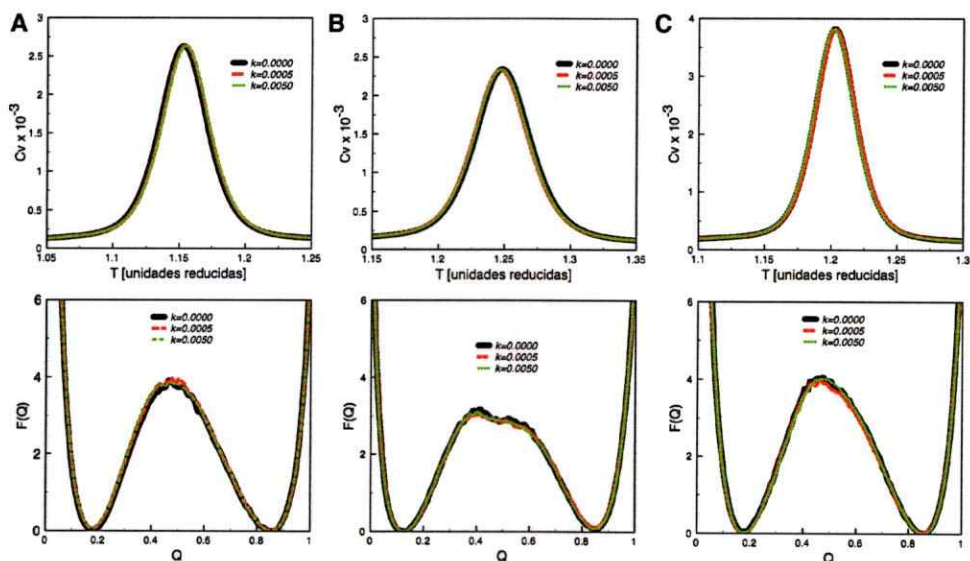 A
3
2.5
2
1.5
1
0.5
0
Cv x 10-3
k=0.0000
k=0.0005
k=0.0050
1.05
1.1
1.15
1.2
1.25
T [unidades reducidas]
B
3
2.5
2
1.5
1
0.5
0
Cv x 10-3
k=0.0000
k=0.0005
k=0.0050
1.15
1.2
1.25
1.3
1.35
T [unidades reducidas]
C
4
3
2
1
0
Cv x 10-3
k=0.0000
k=0.0005
k=0.0050
1.1
1.15
1.2
1.25
1.3
T [unidades reducidas]
6
4
2
0
F(Q)
k=0.0000
k=0.0005
k=0.0050
0
0.2
0.4
0.6
0.8
1
Q
6
4
2
0
F(Q)
k=0.0000
k=0.0005
k=0.0050
0
0.2
0.4
0.6
0.8
1
Q
6
4
2
0
F(Q)
k=0.0000
k=0.0005
k=0.0050
0
0.2
0.4
0.6
0.8
1
Q